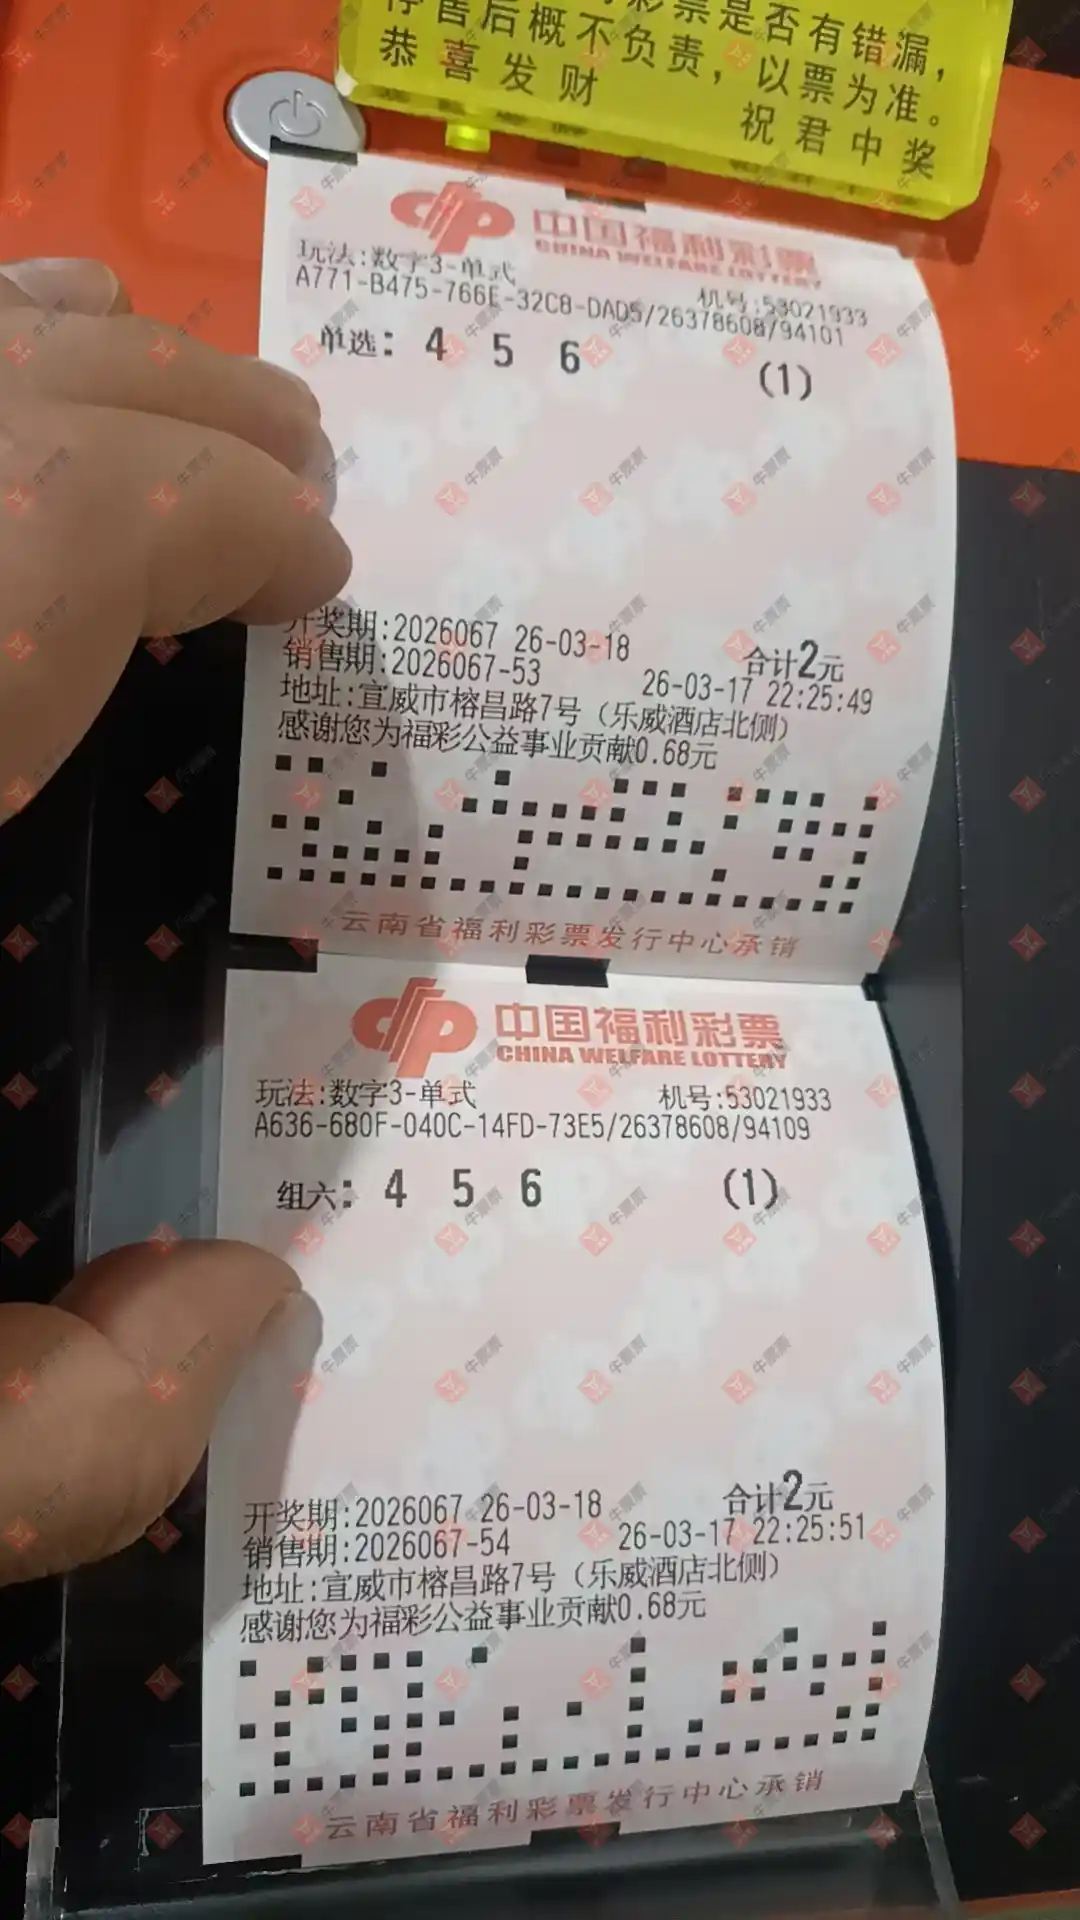 彩票是否有错漏，
停售后概不负责，以票为准。
恭喜发财
祝君中奖
中国福利彩票
CHINA WELFARE LOTTERY
玩法:数字3-单式 机号:53021933
A771-B475-766E-32C8-DAD5/26378608/94101
单选: 4 5 6 (1)
开奖期:2026067 26-03-18 合计2元
销售期:2026067-53 26-03-17 22:25:49
地址:宣威市榕昌路7号（乐威酒店北侧）
感谢您为福彩公益事业贡献0.68元
云南省福利彩票发行中心承销
中国福利彩票
CHINA WELFARE LOTTERY
玩法:数字3-单式 机号:53021933
A636-680F-040C-14FD-73E5/26378608/94109
组六: 4 5 6 (1)
开奖期:2026067 26-03-18 合计2元
销售期:2026067-54 26-03-17 22:25:51
地址:宣威市榕昌路7号（乐威酒店北侧）
感谢您为福彩公益事业贡献0.68元
云南省福利彩票发行中心承销
牛票票